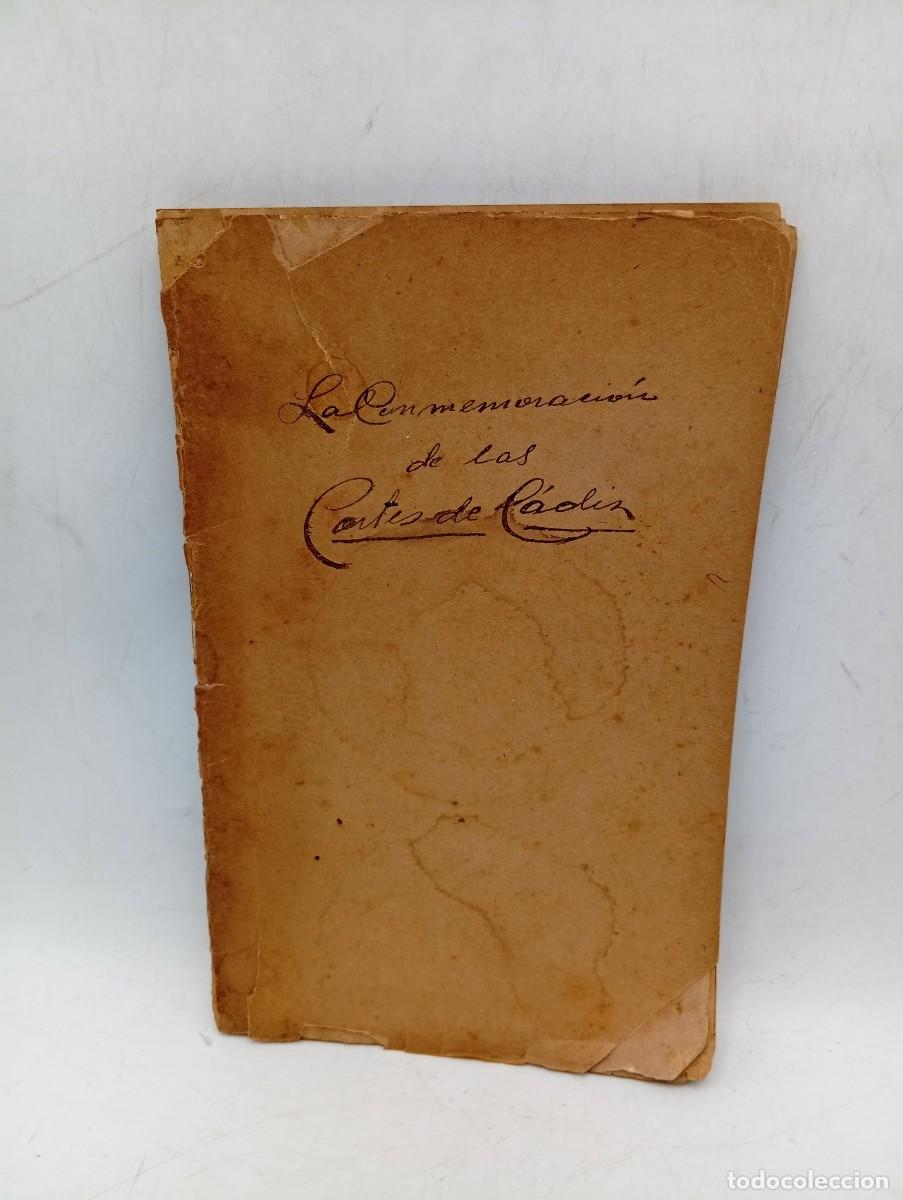 La Conmemoración
de las
Cortes de Cádiz
todocoleccion